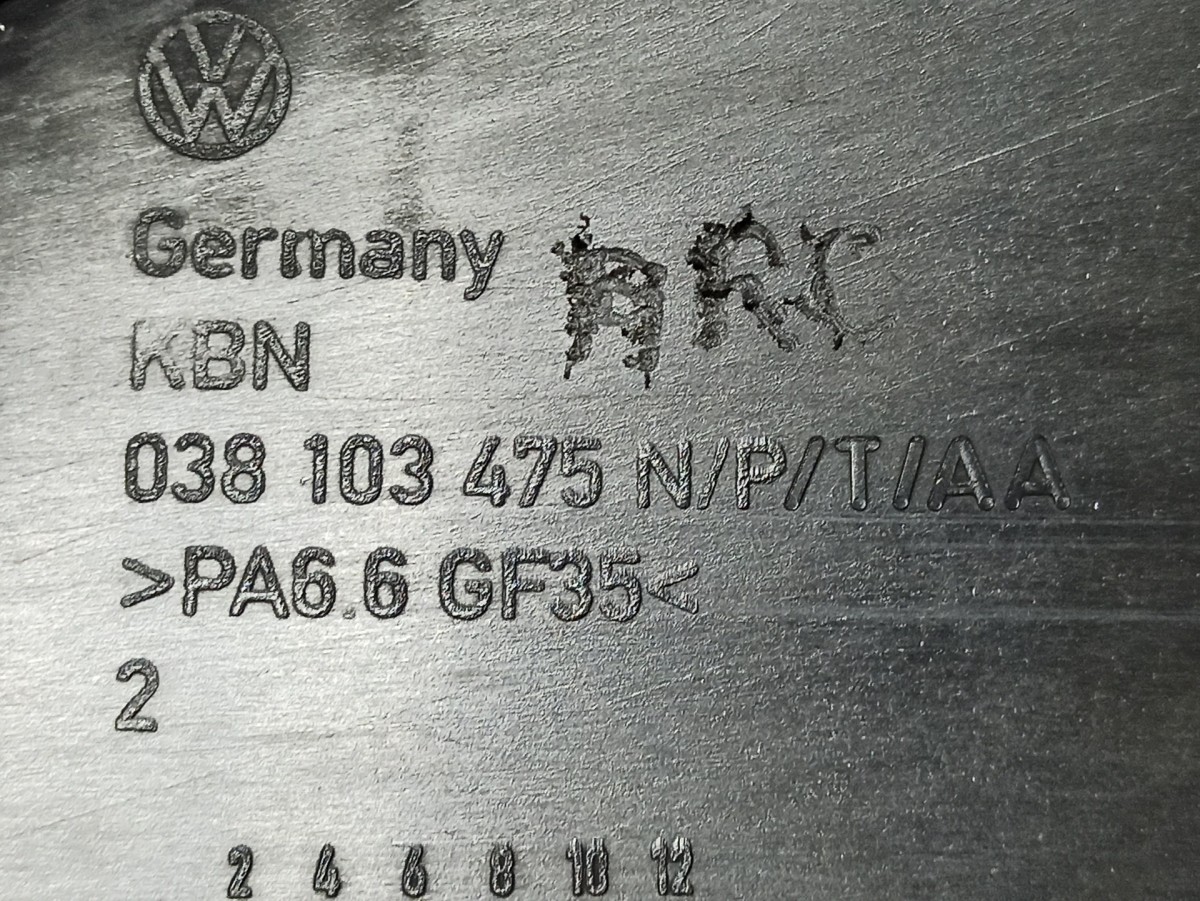 Germany
KBN
038 103 475 N/P/T/AA
>PA6.6 GF35<
2
2 4 6 8 10 12